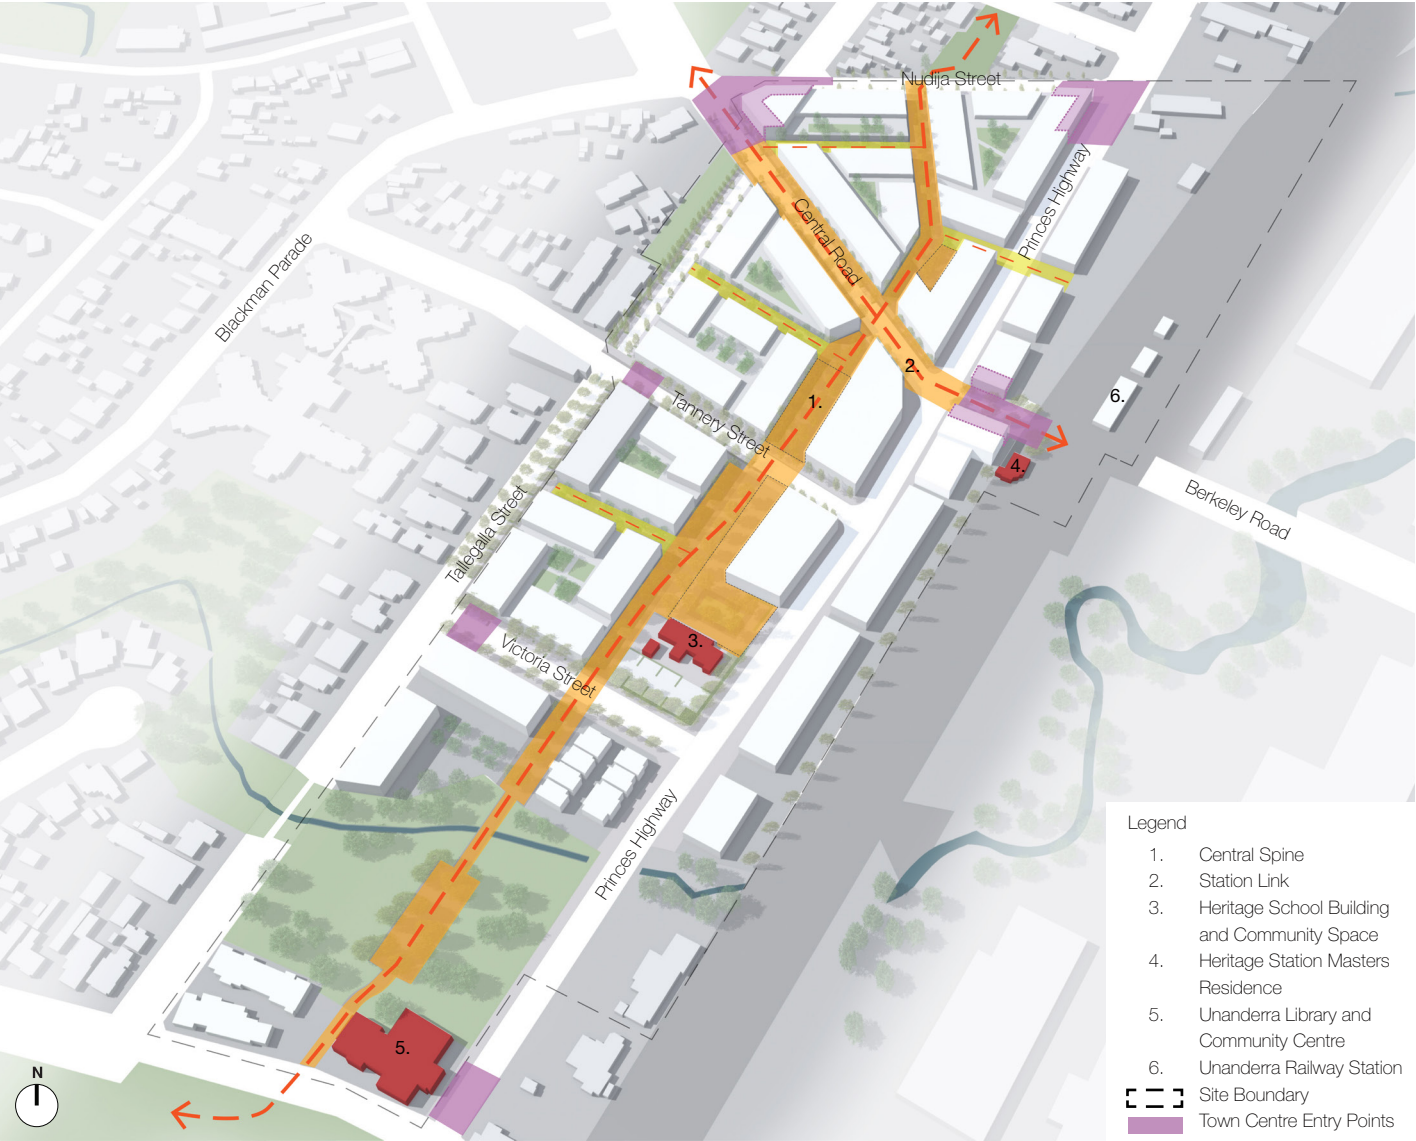 Nudija Street
Princes Highway
Central Road
Blackman Parade
2.
1.
6.
Tannery Street
4.
Berkeley Road
Tallegalla Street
3.
Victoria Street
Princes Highway
5.
N
Legend
1. Central Spine
2. Station Link
3. Heritage School Building
and Community Space
4. Heritage Station Masters
Residence
5. Unanderra Library and
Community Centre
6. Unanderra Railway Station
Site Boundary
Town Centre Entry Points